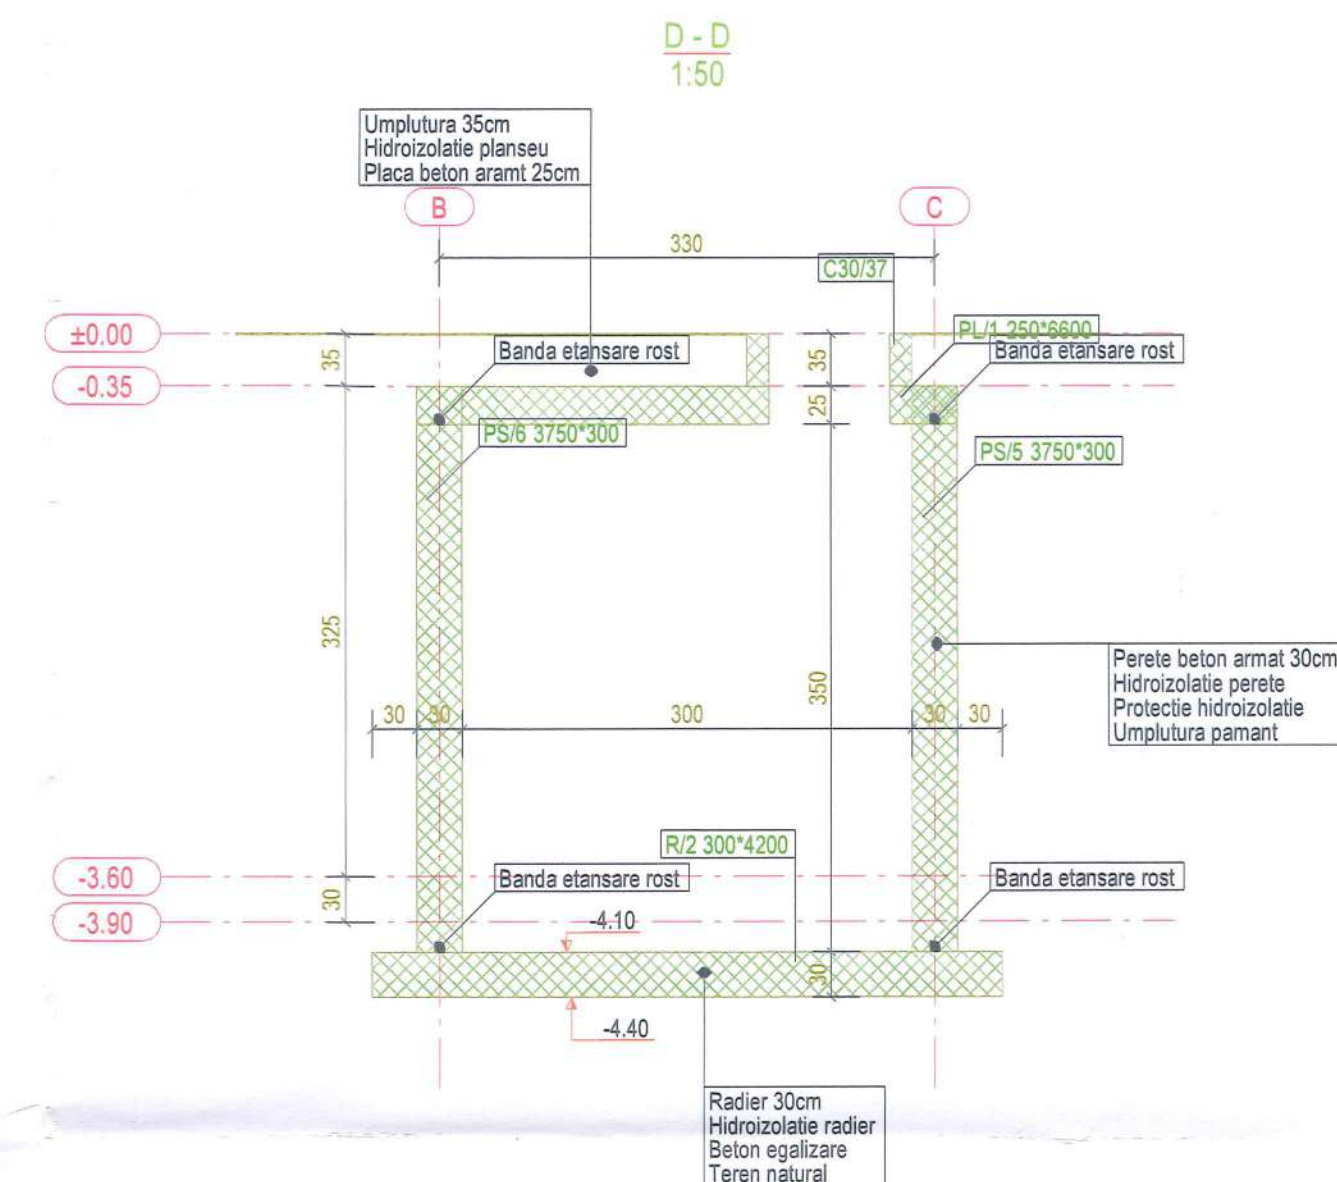 D - D
1:50
Umplutura 35cm
Hidroizolatie planseu
Placa beton aramt 25cm
B
C
330
C30/37
±0.00
PL/1 250*6600
35
Banda etansare rost
35
Banda etansare rost
-0.35
25
PS/6 3750*300
PS/5 3750*300
325
350
Perete beton armat 30cm
Hidroizolatie perete
Protectie hidroizolatie
Umplutura pamant
30
30
300
30
30
R/2 300*4200
-3.60
Banda etansare rost
Banda etansare rost
30
-3.90
-4.10
30
-4.40
Radier 30cm
Hidroizolatie radier
Beton egalizare
Teren natural